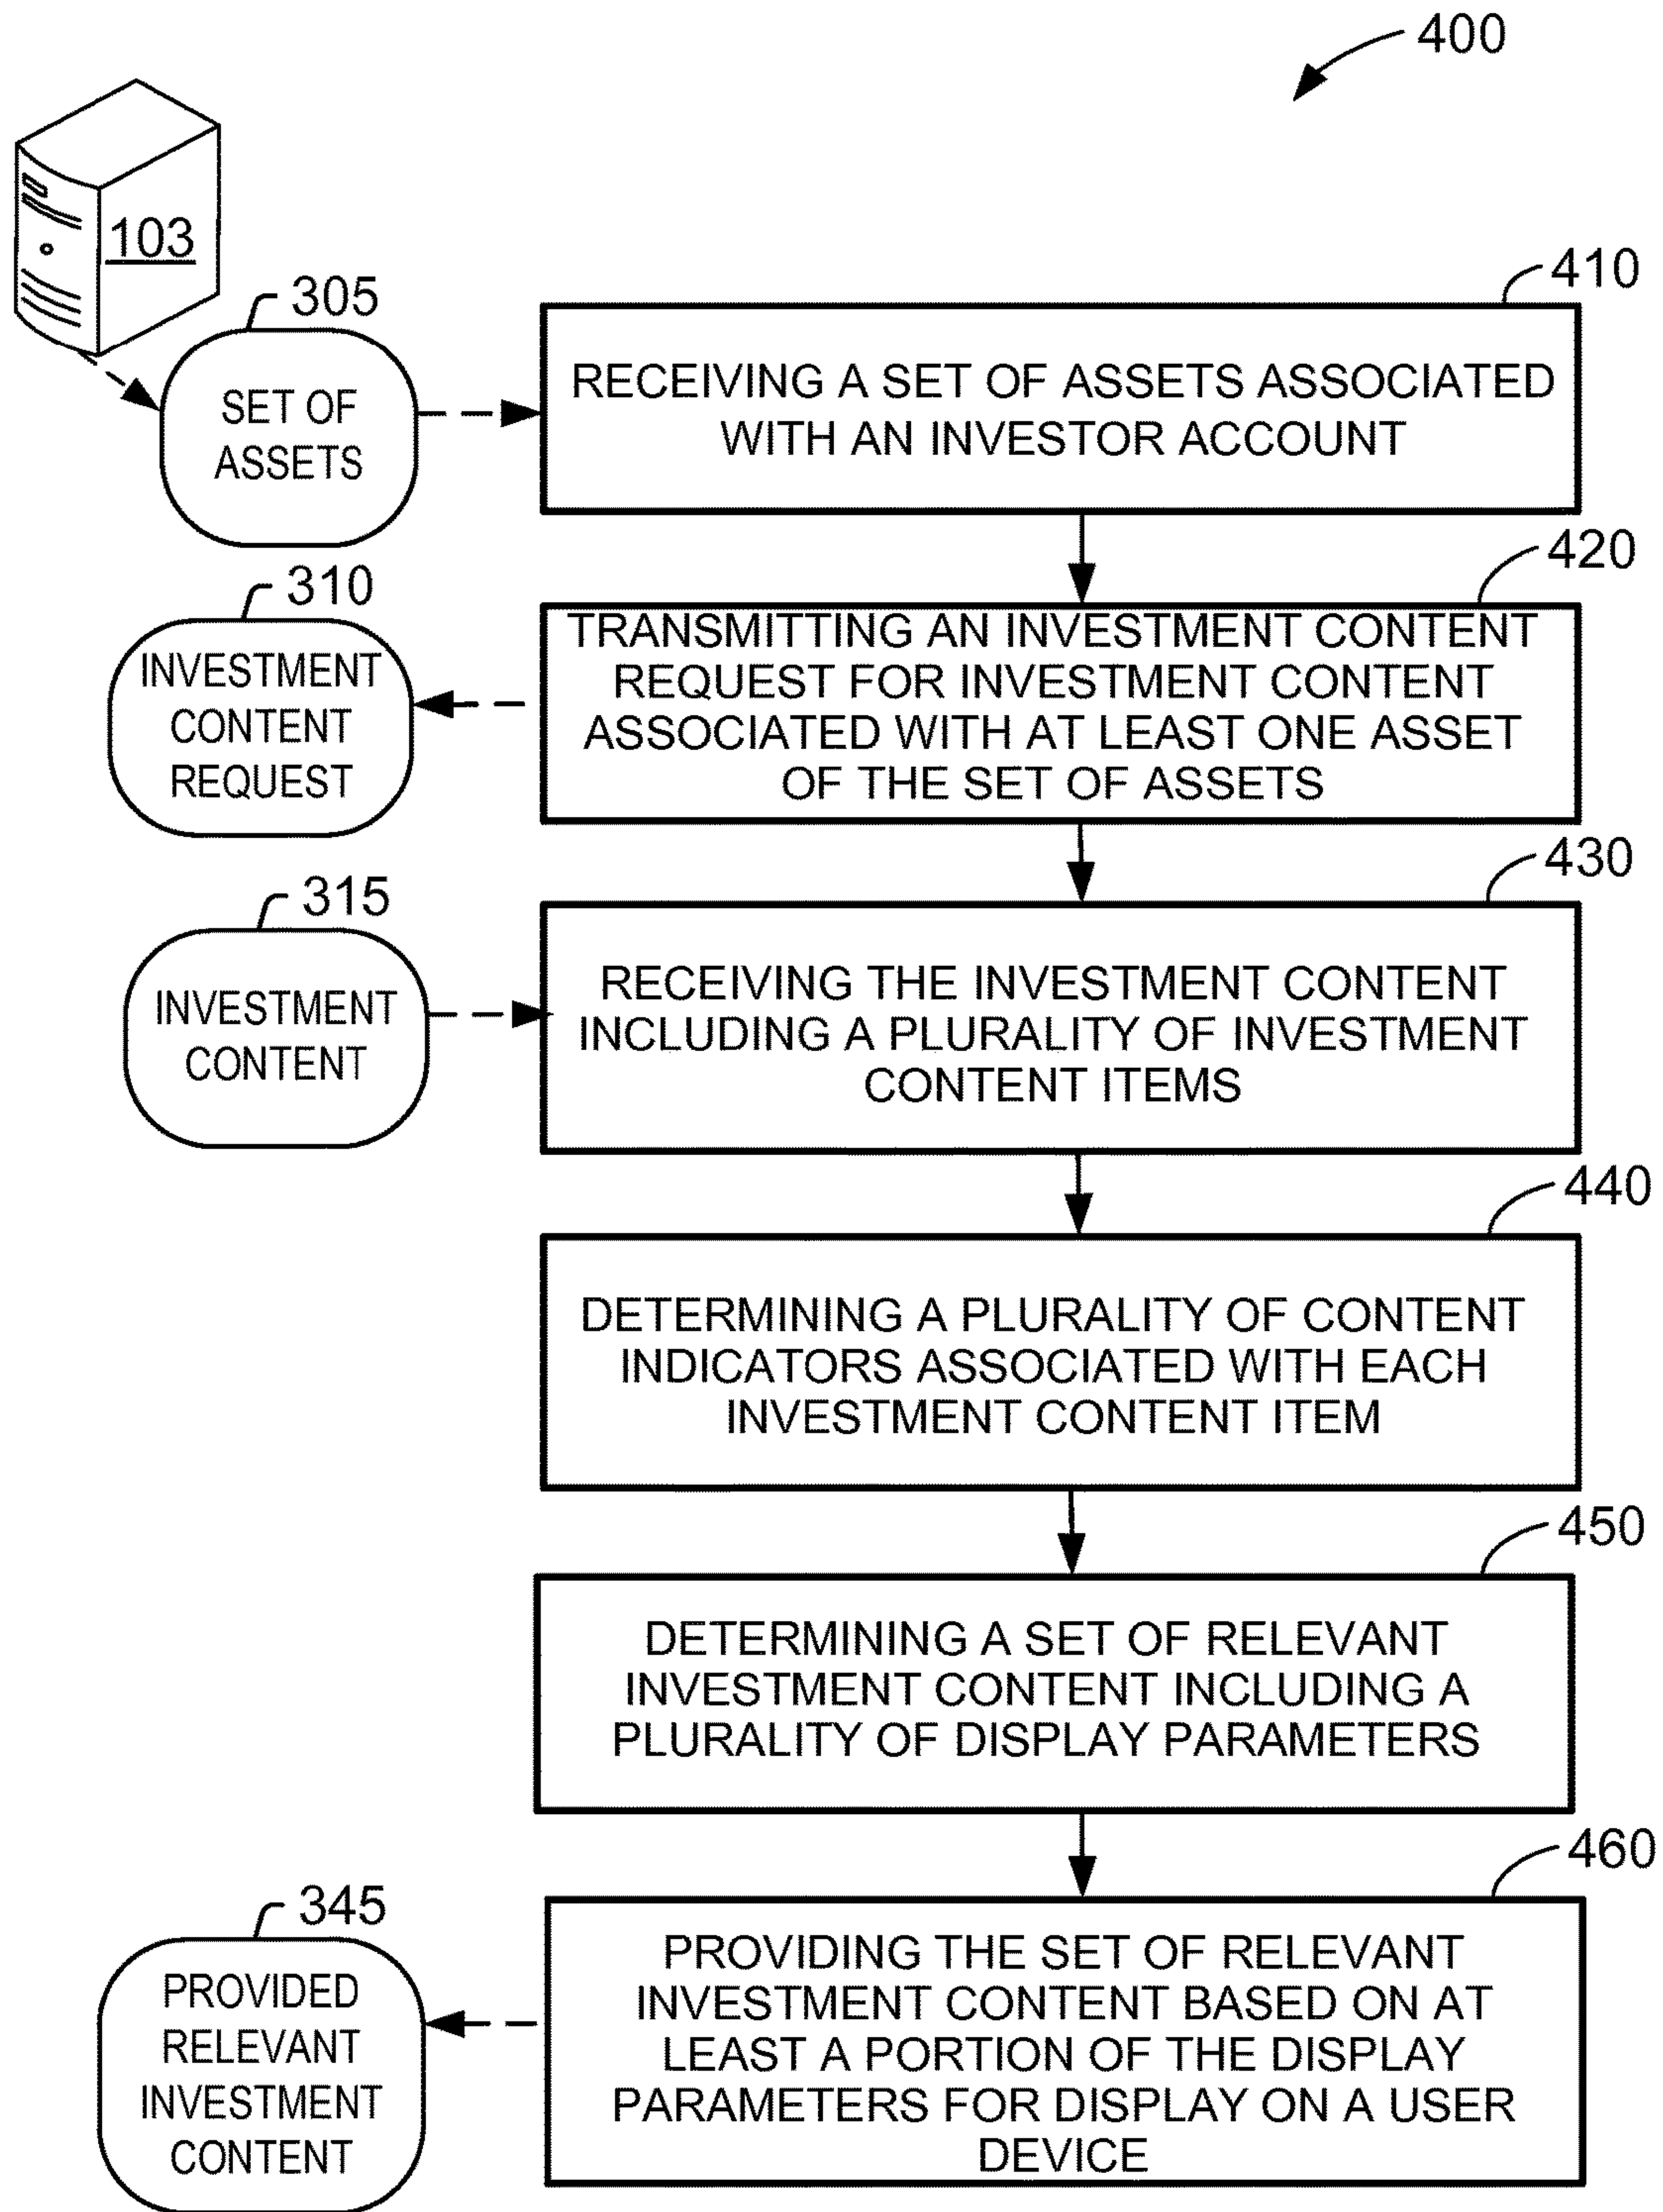 400
103
305
SET OF
ASSETS
410
RECEIVING A SET OF ASSETS ASSOCIATED
WITH AN INVESTOR ACCOUNT
310
INVESTMENT
CONTENT
REQUEST
420
TRANSMITTING AN INVESTMENT CONTENT
REQUEST FOR INVESTMENT CONTENT
ASSOCIATED WITH AT LEAST ONE ASSET
OF THE SET OF ASSETS
315
INVESTMENT
CONTENT
430
RECEIVING THE INVESTMENT CONTENT
INCLUDING A PLURALITY OF INVESTMENT
CONTENT ITEMS
440
DETERMINING A PLURALITY OF CONTENT
INDICATORS ASSOCIATED WITH EACH
INVESTMENT CONTENT ITEM
450
DETERMINING A SET OF RELEVANT
INVESTMENT CONTENT INCLUDING A
PLURALITY OF DISPLAY PARAMETERS
345
PROVIDED
RELEVANT
INVESTMENT
CONTENT
460
PROVIDING THE SET OF RELEVANT
INVESTMENT CONTENT BASED ON AT
LEAST A PORTION OF THE DISPLAY
PARAMETERS FOR DISPLAY ON A USER
DEVICE